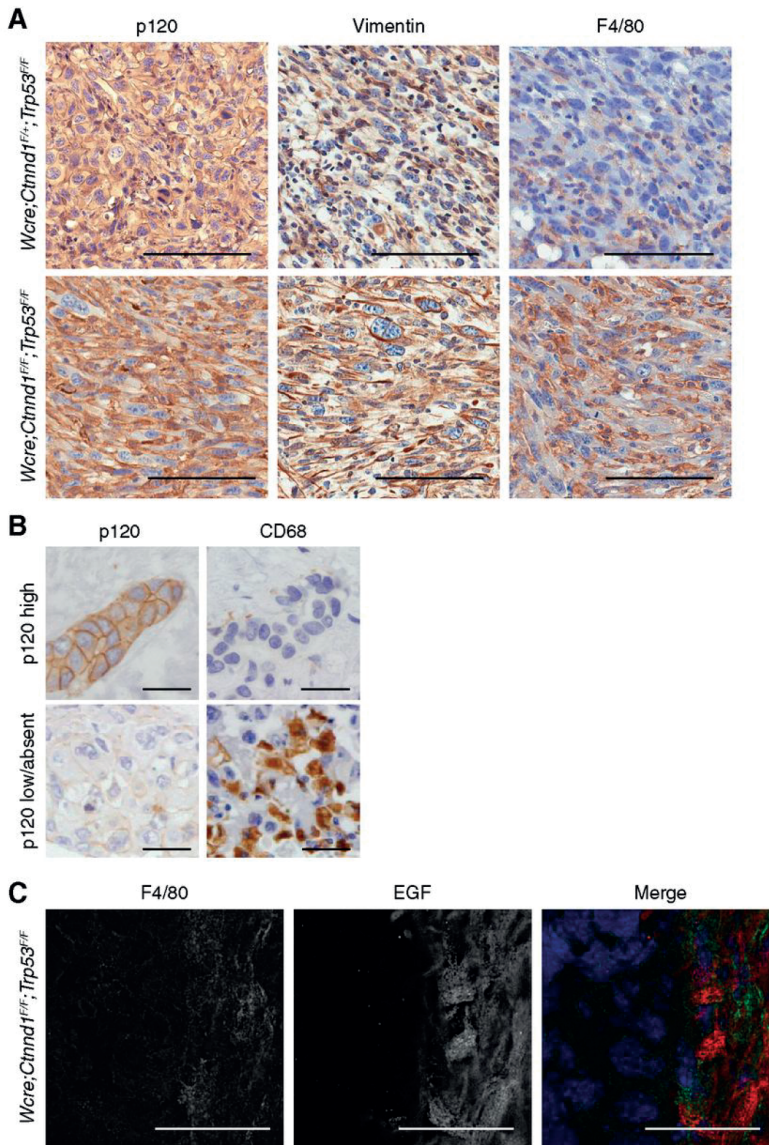 A
p120
Vimentin
F4/80
Wcre;Ctnnd1F/+;Trp53F/F
Wcre;Ctnnd1F/F;Trp53F/F
B
p120
CD68
p120 high
p120 low/absent
C
F4/80
EGF
Merge
Wcre;Ctnnd1F/F;Trp53F/F